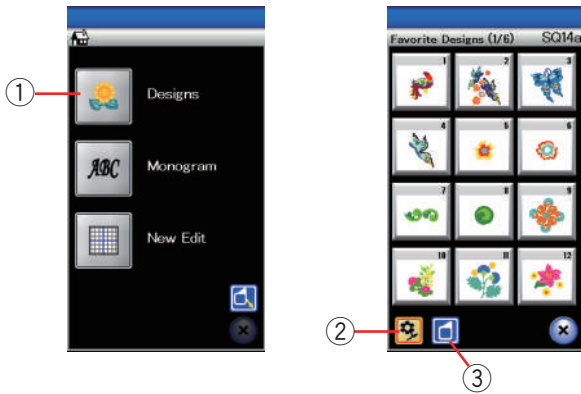 Designs
ABC
Monogram
New Edit
1
Favorite Designs (1/6) SQ14a
1 2 3
4 5 6
7 8 9
10 11 12
2
3